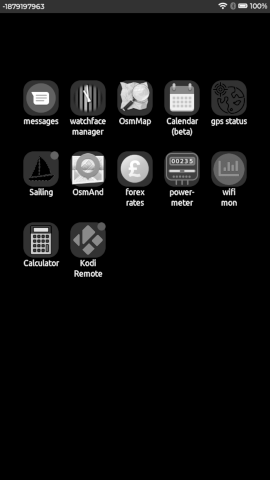 -1879197963 100%
messages watchface manager OsmMap Calendar (beta) gps status
00235
Sailing OsmAnd forex rates power-meter wifi mon
£
Calculator Kodi Remote